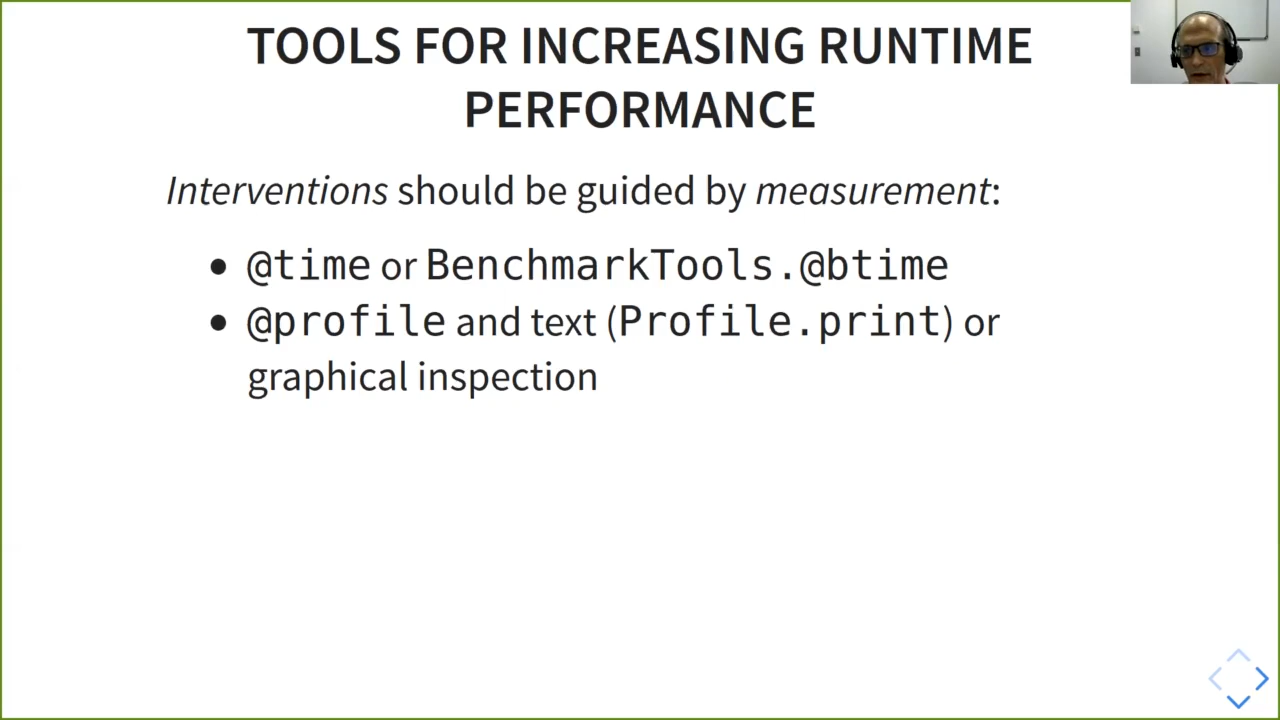 TOOLS FOR INCREASING RUNTIME
PERFORMANCE
Interventions should be guided by measurement:
• @time or BenchmarkTools.@btime
• @profile and text (Profile.print) or
graphical inspection